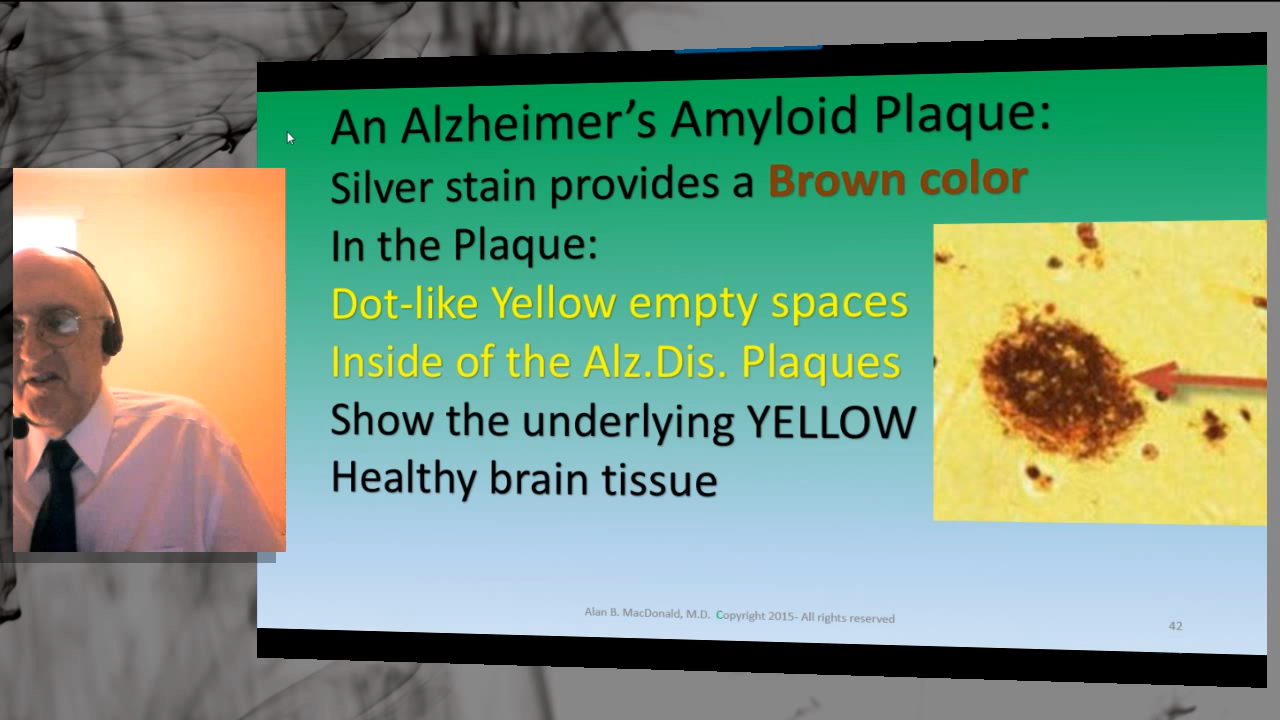 An Alzheimer’s Amyloid Plaque:
Silver stain provides a Brown color
In the Plaque:
Dot-like Yellow empty spaces
Inside of the Alz.Dis. Plaques
Show the underlying YELLOW
Healthy brain tissue
Alan B. MacDonald, M.D. Copyright 2015- All rights reserved
42